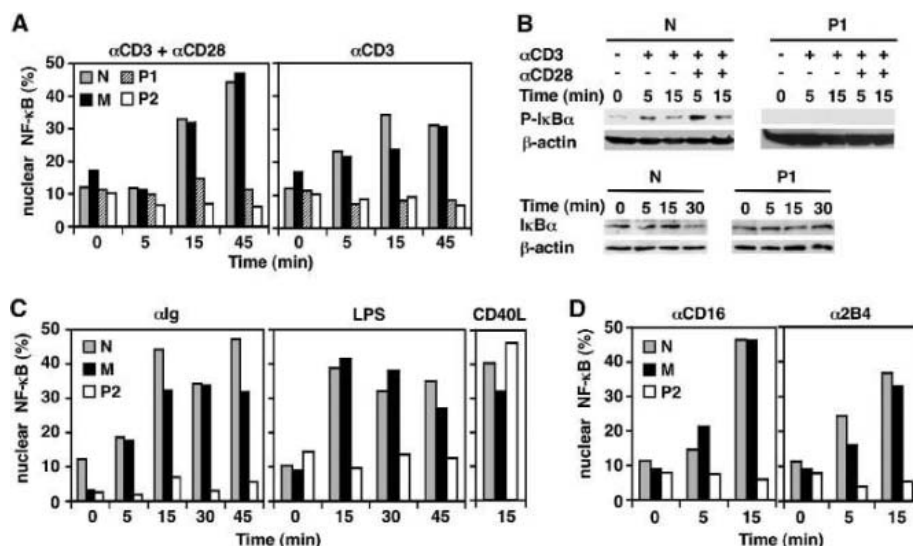 A
αCD3 + αCD28
αCD3
nuclear NF-κB (%)
50
40
30
20
10
0
N
P1
M
P2
0 5 15 45
0 5 15 45
Time (min)
B
N
P1
αCD3 - + + + + - + + + +
αCD28 - - - + + - - - + +
Time (min) 0 5 15 5 15 0 5 15 5 15
P-IκBα
β-actin
N
P1
Time (min) 0 5 15 30 0 5 15 30
IκBα
β-actin
C
αIg
LPS
CD40L
nuclear NF-κB (%)
50
40
30
20
10
0
N
M
P2
0 5 15 30 45
0 15 30 45
15
Time (min)
D
αCD16
α2B4
nuclear NF-κB (%)
50
40
30
20
10
0
N
M
P2
0 5 15
0 5 15
Time (min)